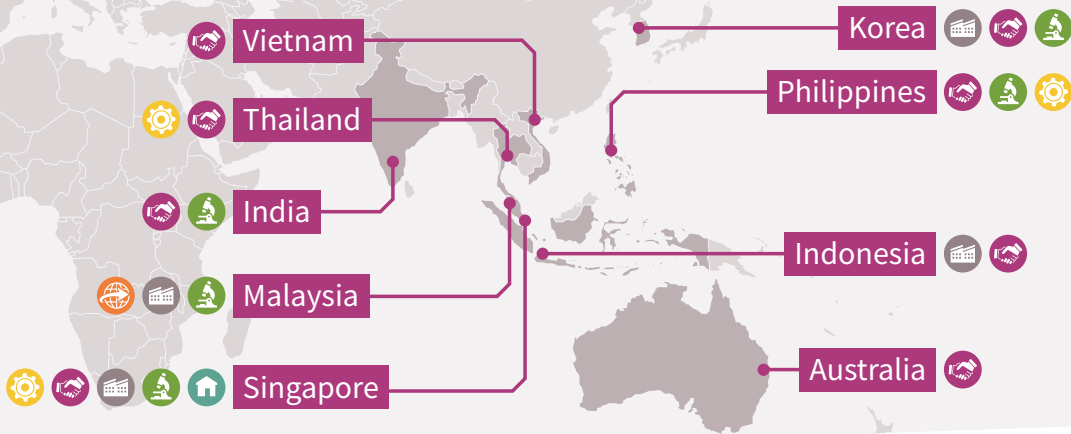 Vietnam
Thailand
India
Malaysia
Singapore
Korea
Philippines
Indonesia
Australia